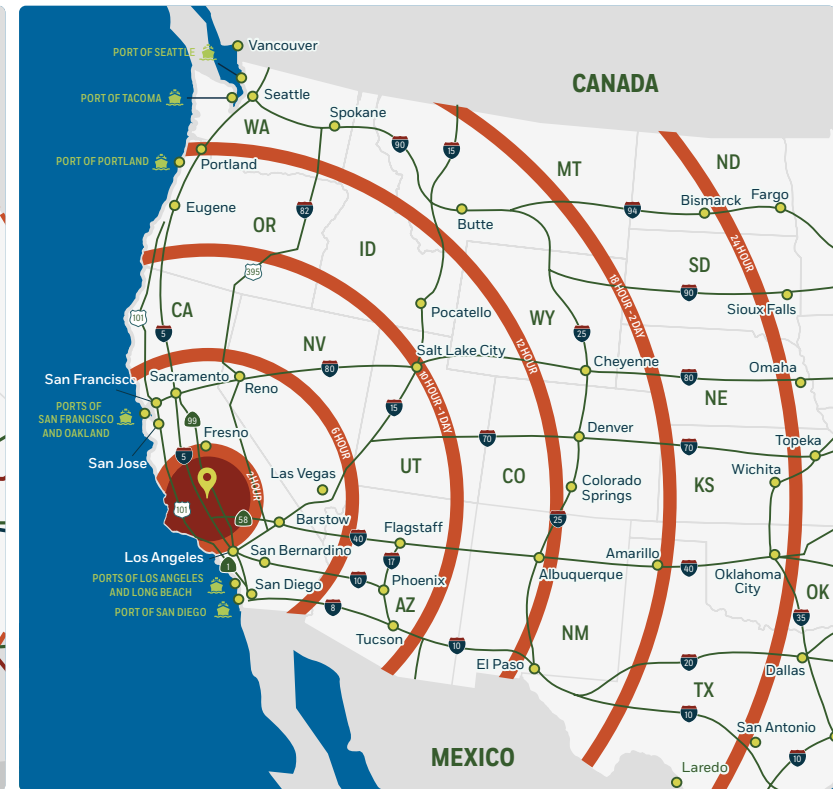 Vancouver
PORT OF SEATTLE
CANADA
PORT OF TACOMA
Seattle
Spokane
WA
90
15
MT
ND
PORT OF PORTLAND
Portland
Bismarck
Fargo
Eugene
82
94
Butte
OR
ID
24 HOUR
SD
395
90
18 HOUR - 2 DAY
Pocatello
Sioux Falls
CA
101
5
WY
25
NV
12 HOUR
Salt Lake City
Cheyenne
80
Omaha
San Francisco
Sacramento
Reno
10 HOUR - 1 DAY
80
NE
PORTS OF
SAN FRANCISCO
AND OAKLAND
99
15
Fresno
6 HOUR
70
Denver
70
Topeka
5
San Jose
UT
Wichita
2 HOUR
Las Vegas
CO
Colorado
Springs
KS
101
58
Barstow
25
Flagstaff
40
Los Angeles
San Bernardino
17
Amarillo
1
10
40
Albuquerque
Oklahoma
City
PORTS OF LOS ANGELES
AND LONG BEACH
San Diego
Phoenix
OK
PORT OF SAN DIEGO
8
AZ
35
Tucson
NM
10
El Paso
20
Dallas
TX
10
San Antonio
MEXICO
10
Laredo